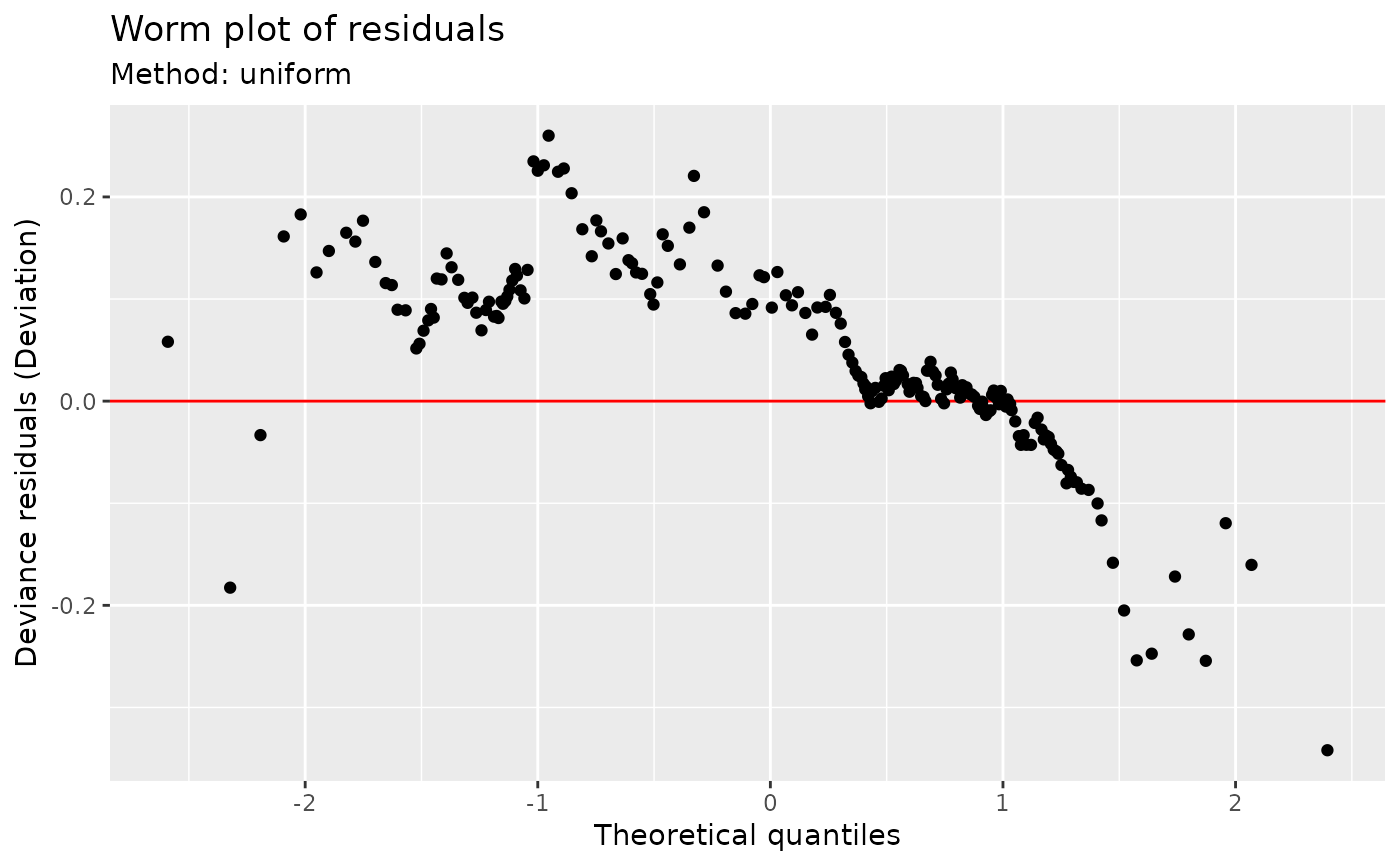 Worm plot of residuals
Method: uniform
Deviance residuals (Deviation)
0.2
0.0
-0.2
-2
-1
0
1
2
Theoretical quantiles